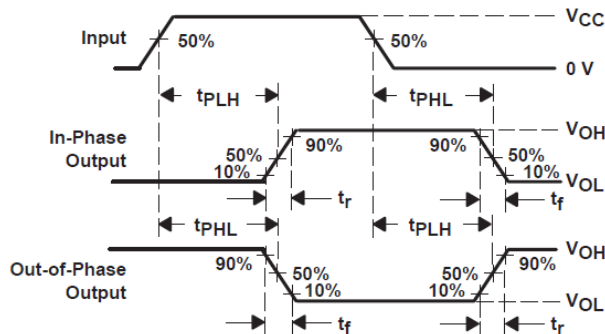 VCC
Input
50%
50%
0 V
tPLH
tPHL
In-Phase
Output
VOH
90%
90%
50%
50%
10%
10%
VOL
tr
tf
tPHL
tPLH
Out-of-Phase
Output
VOH
90%
90%
50%
50%
10%
10%
VOL
tf
tr